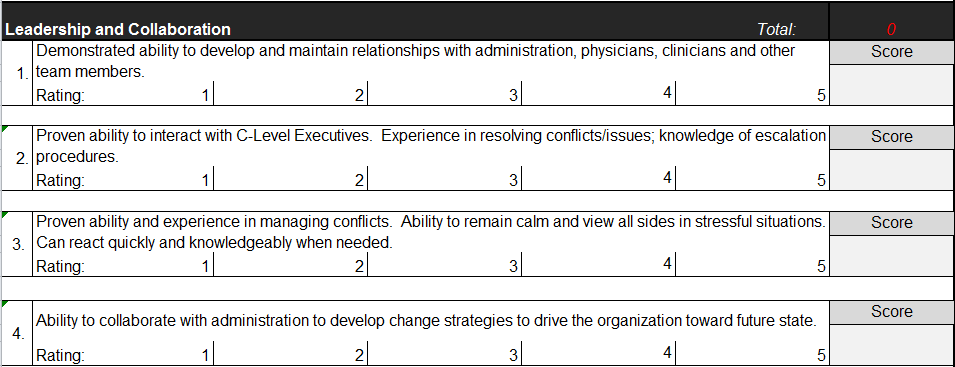 Leadership and Collaboration Total: 0
Demonstrated ability to develop and maintain relationships with administration, physicians, clinicians and other Score
1. team members.
Rating: 1 2 3 4 5
Proven ability to interact with C-Level Executives.  Experience in resolving conflicts/issues; knowledge of escalation Score
2. procedures.
Rating: 1 2 3 4 5
Proven ability and experience in managing conflicts.  Ability to remain calm and view all sides in stressful situations. Score
3. Can react quickly and knowledgeably when needed.
Rating: 1 2 3 4 5
Score
Ability to collaborate with administration to develop change strategies to drive the organization toward future state.
4.
Rating: 1 2 3 4 5